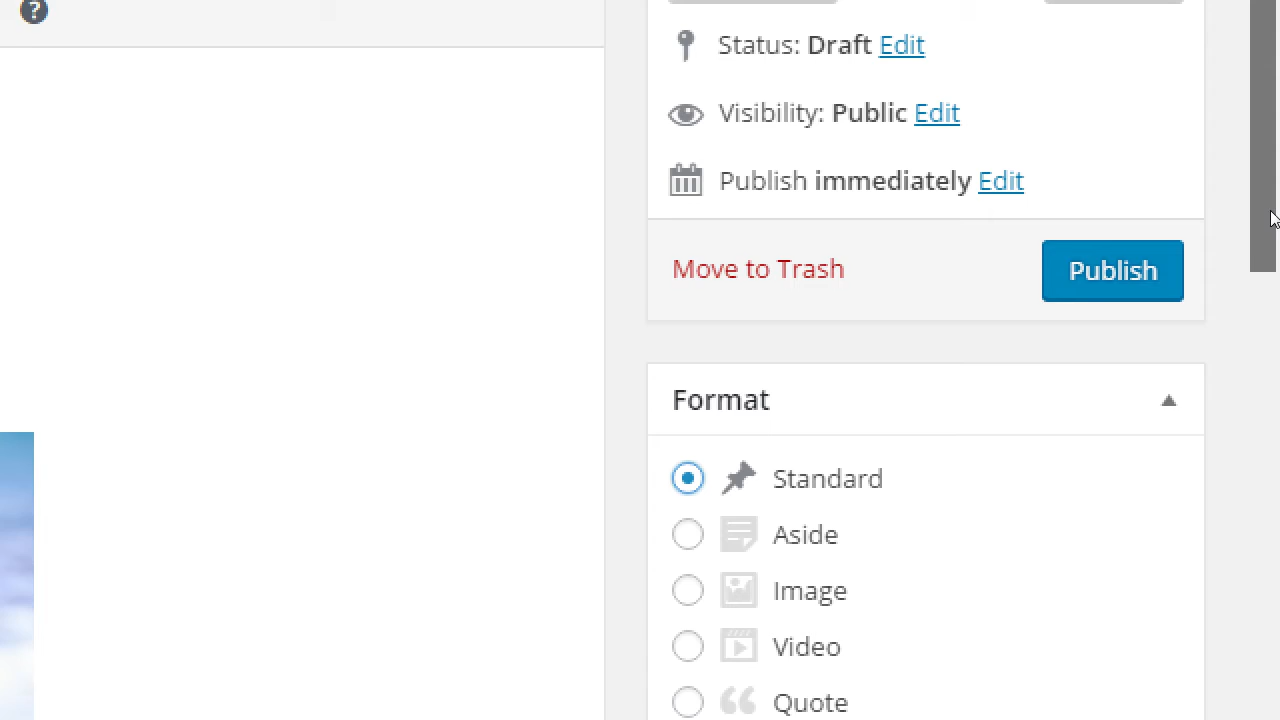 ?
Status: Draft Edit
Visibility: Public Edit
Publish immediately Edit
Move to Trash
Publish
Format
Standard
Aside
Image
Video
Quote